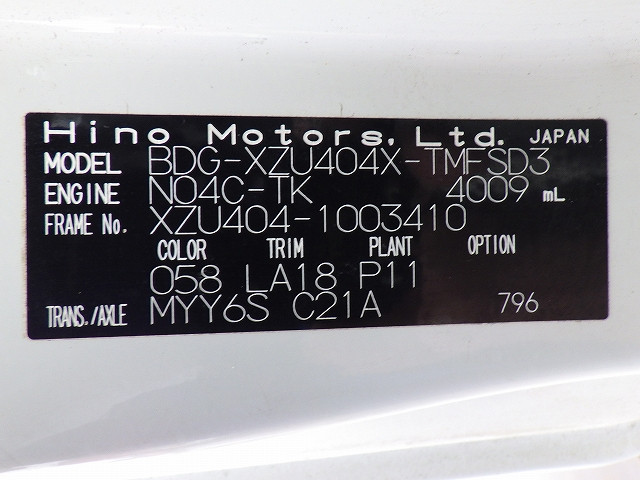 Hino Motors, Ltd. JAPAN
MODEL BDG-XZU404X-TMFSD3
ENGINE N04C-TK 4009 mL
FRAME No. XZU404-1003410
COLOR TRIM PLANT OPTION
058 LA18 P11
TRANS./AXLE MYY6S C21A 796